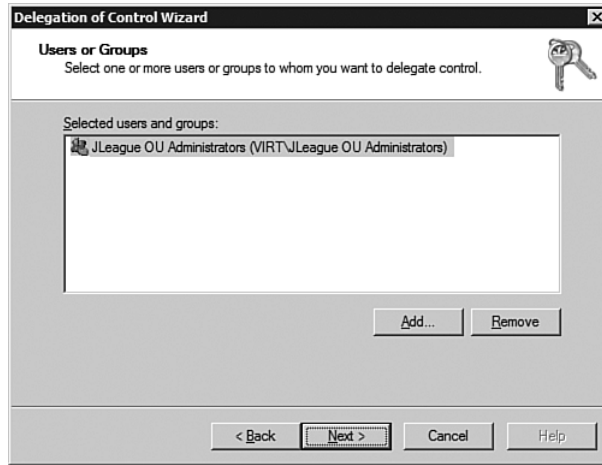 Delegation of Control Wizard
Users or Groups
Select one or more users or groups to whom you want to delegate control.
Selected users and groups:
JLeague OU Administrators (VIRT\JLeague OU Administrators)
Add...
Remove
< Back
Next >
Cancel
Help